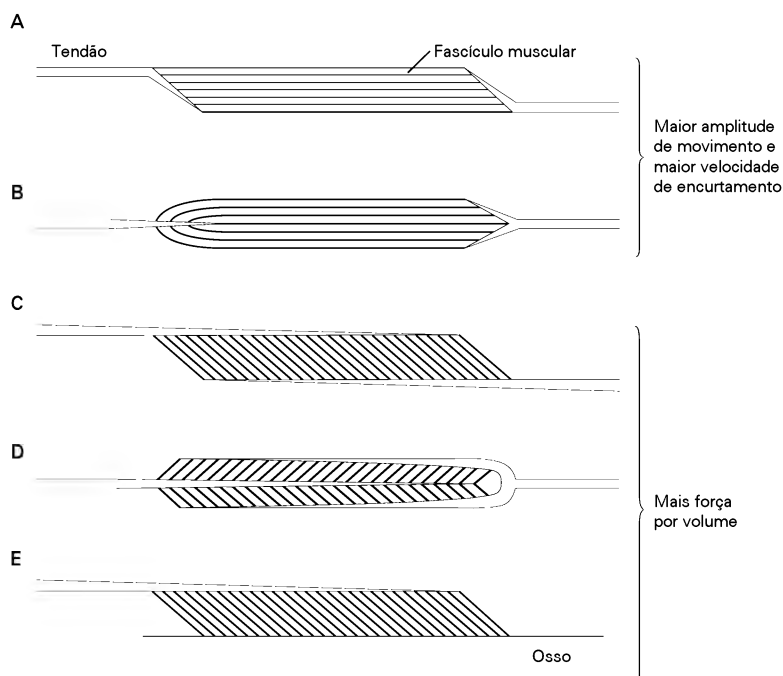 A
Tendão
Fascículo muscular
Maior amplitude
de movimento e
maior velocidade
de encurtamento
B
C
D
Mais força
por volume
E
Osso